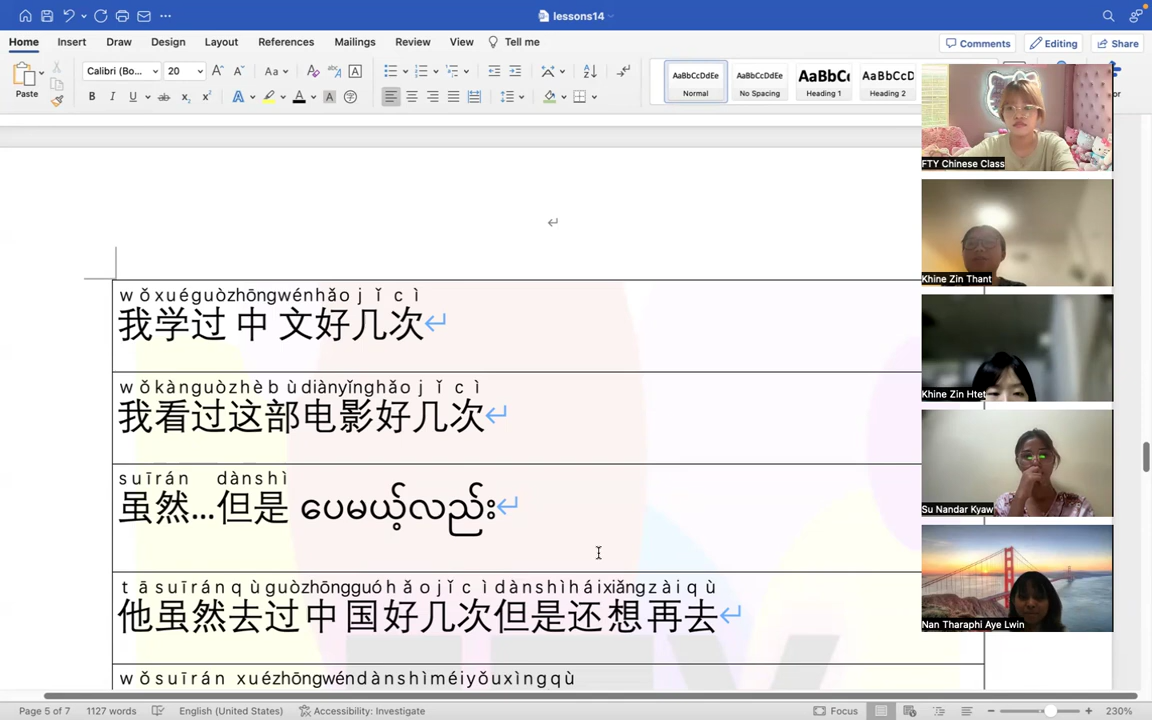 lessons14
Home Insert Draw Design Layout References Mailings Review View Tell me Comments Editing Share
Paste Calibri (Bo... 20 AaBbCcDdEe Normal AaBbCcDdEe No Spacing AaBbC Heading 1 AaBbCcD Heading 2
FTY Chinese Class
Khine Zin Thant
Khine Zin Htet
Su Nandar Kyaw
Nan Tharaphi Aye Lwin
wǒxuéguòzhōngwénhǎojǐcì
我学过中文好几次
wǒkànguòzhèbùdiànyǐnghǎojǐcì
我看过这部电影好几次
suīrán dànshì
虽然...但是 ပေမယ့်လည်း
tāsuīránqùguòzhōngguóhǎojǐcìdànshìháixiǎngzàiqù
他虽然去过中国好几次但是还想再去
wǒsuīrán xuézhōngwéndànshìméiyǒuxìngqù
Page 5 of 7 1127 words English (United States) Accessibility: Investigate Focus 230%